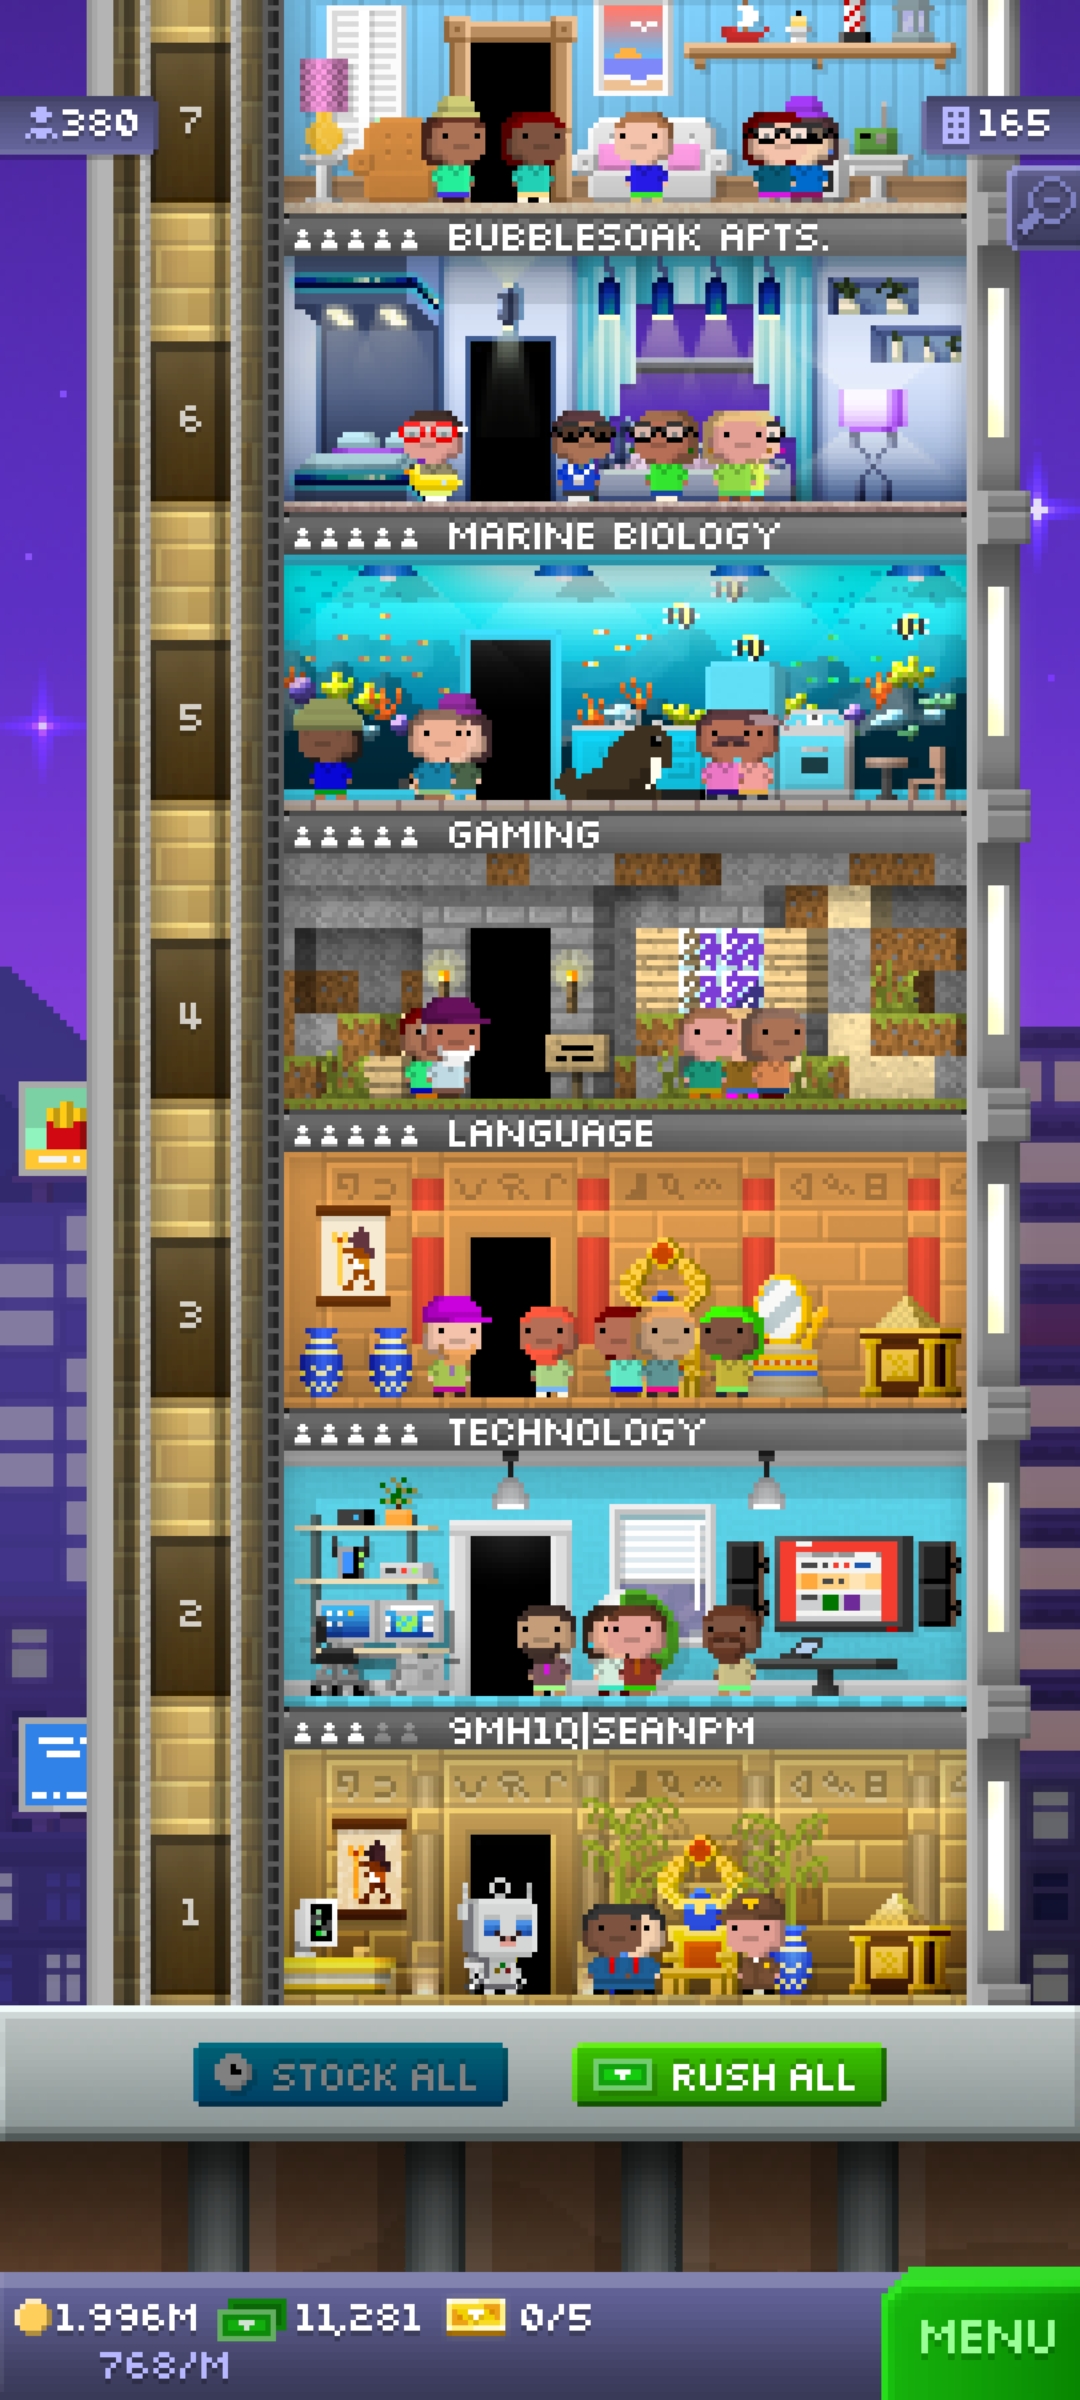 7
380
165
BUBBLESOAK APTS.
6
MARINE BIOLOGY
5
GAMING
4
LANGUAGE
3
TECHNOLOGY
2
9MH1Q|SEANPM
1
STOCK ALL
RUSH ALL
1.996M 11,281 0/5
768/M
MENU